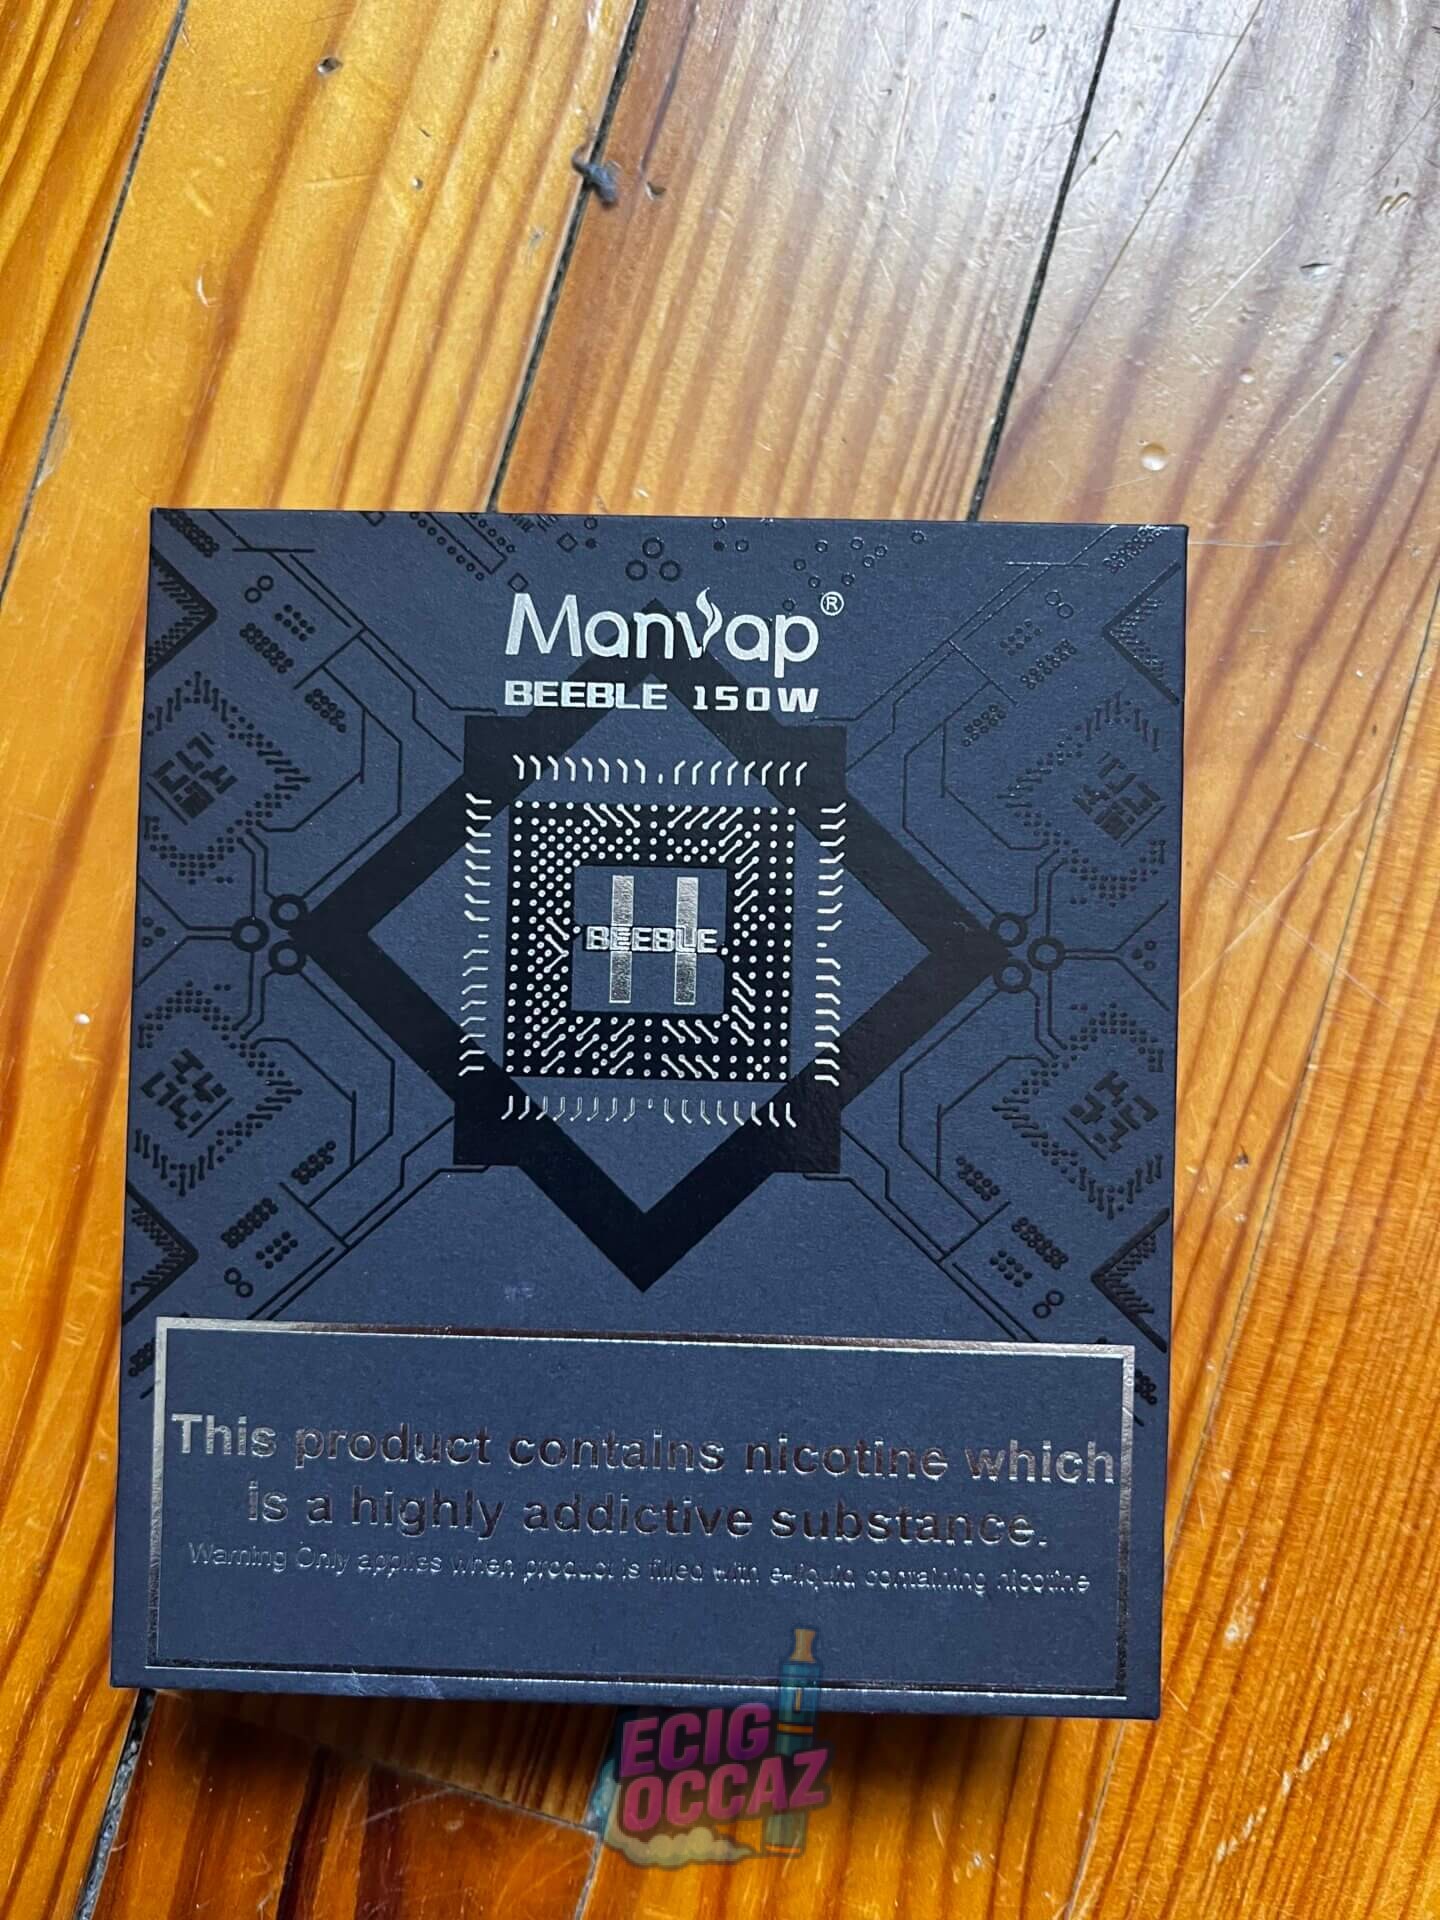 Manvap®
BEEBLE 150W
BEEBLE
This product contains nicotine which
is a highly addictive substance.
Warning Only applies when product is filled with e-liquid containing nicotine
ECIG
OCCAZ